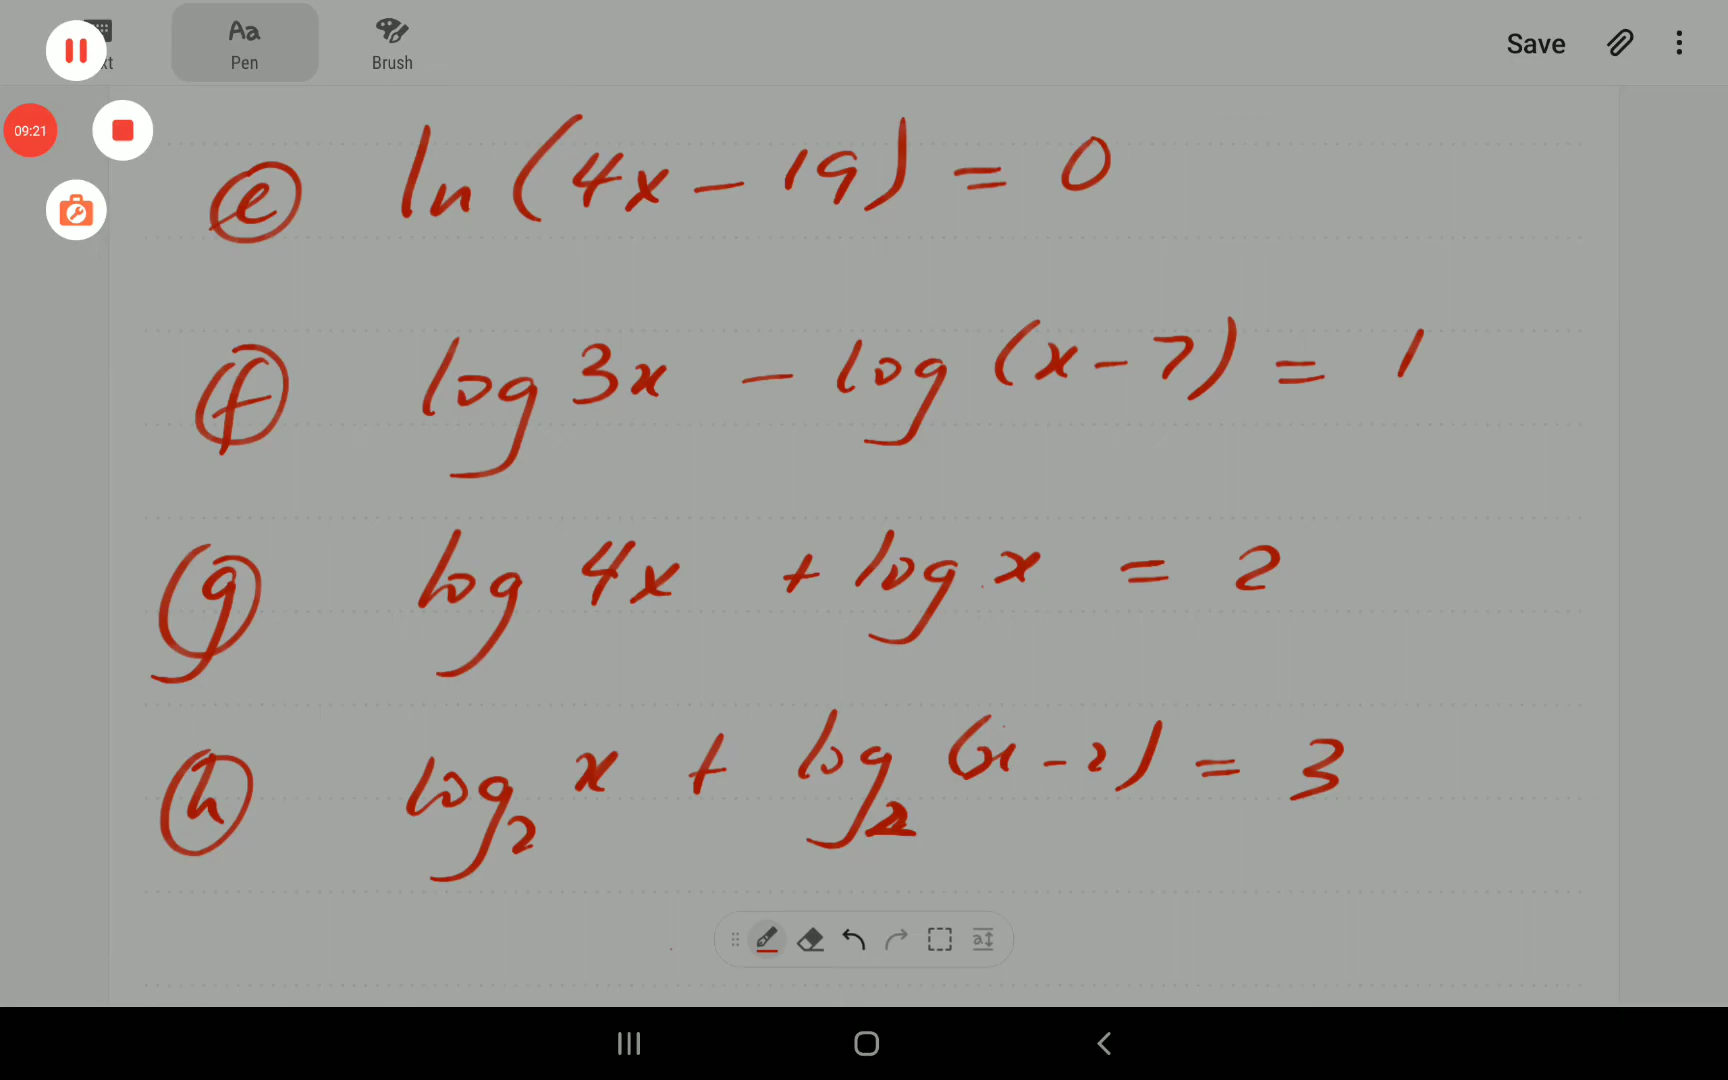 Aa
Pen
Brush
Save
09:21
e ln(4x - 19) = 0
f log 3x - log (x - 7) = 1
g log 4x + log x = 2
h log₂ x + log₂ (x - 2) = 3